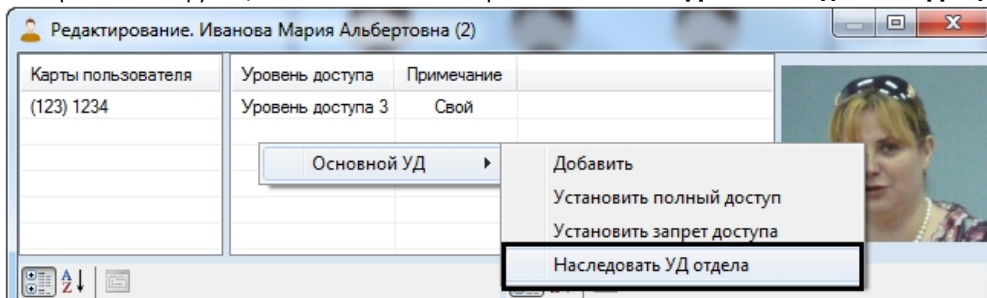 Редактирование. Иванова Мария Альбертовна (2)
Карты пользователя Уровень доступа Примечание
(123) 1234 Уровень доступа 3 Свой
Основной УД
Добавить
Установить полный доступ
Установить запрет доступа
Наследовать УД отдела